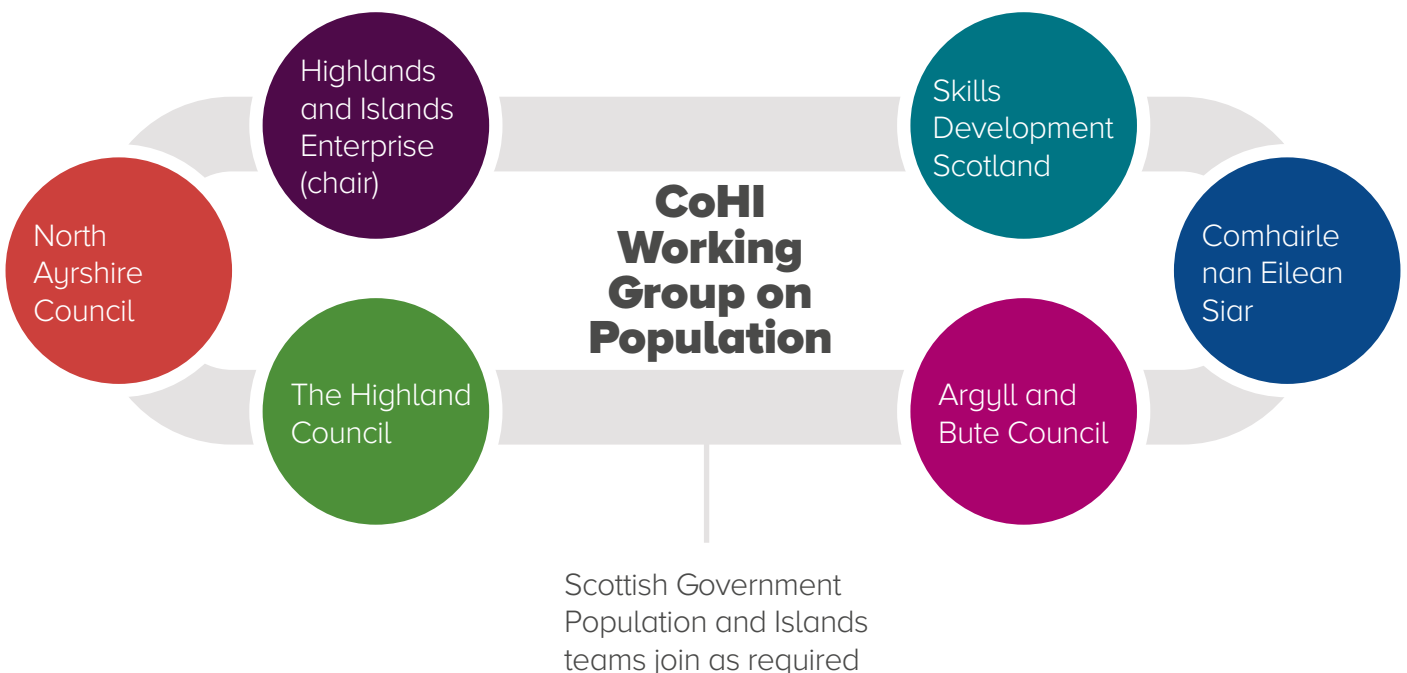 Highlands
and Islands
Enterprise
(chair)
Skills
Development
Scotland
North
Ayrshire
Council
CoHI
Working
Group on
Population
Comhairle
nan Eilean
Siar
The Highland
Council
Argyll and
Bute Council
Scottish Government
Population and Islands
teams join as required